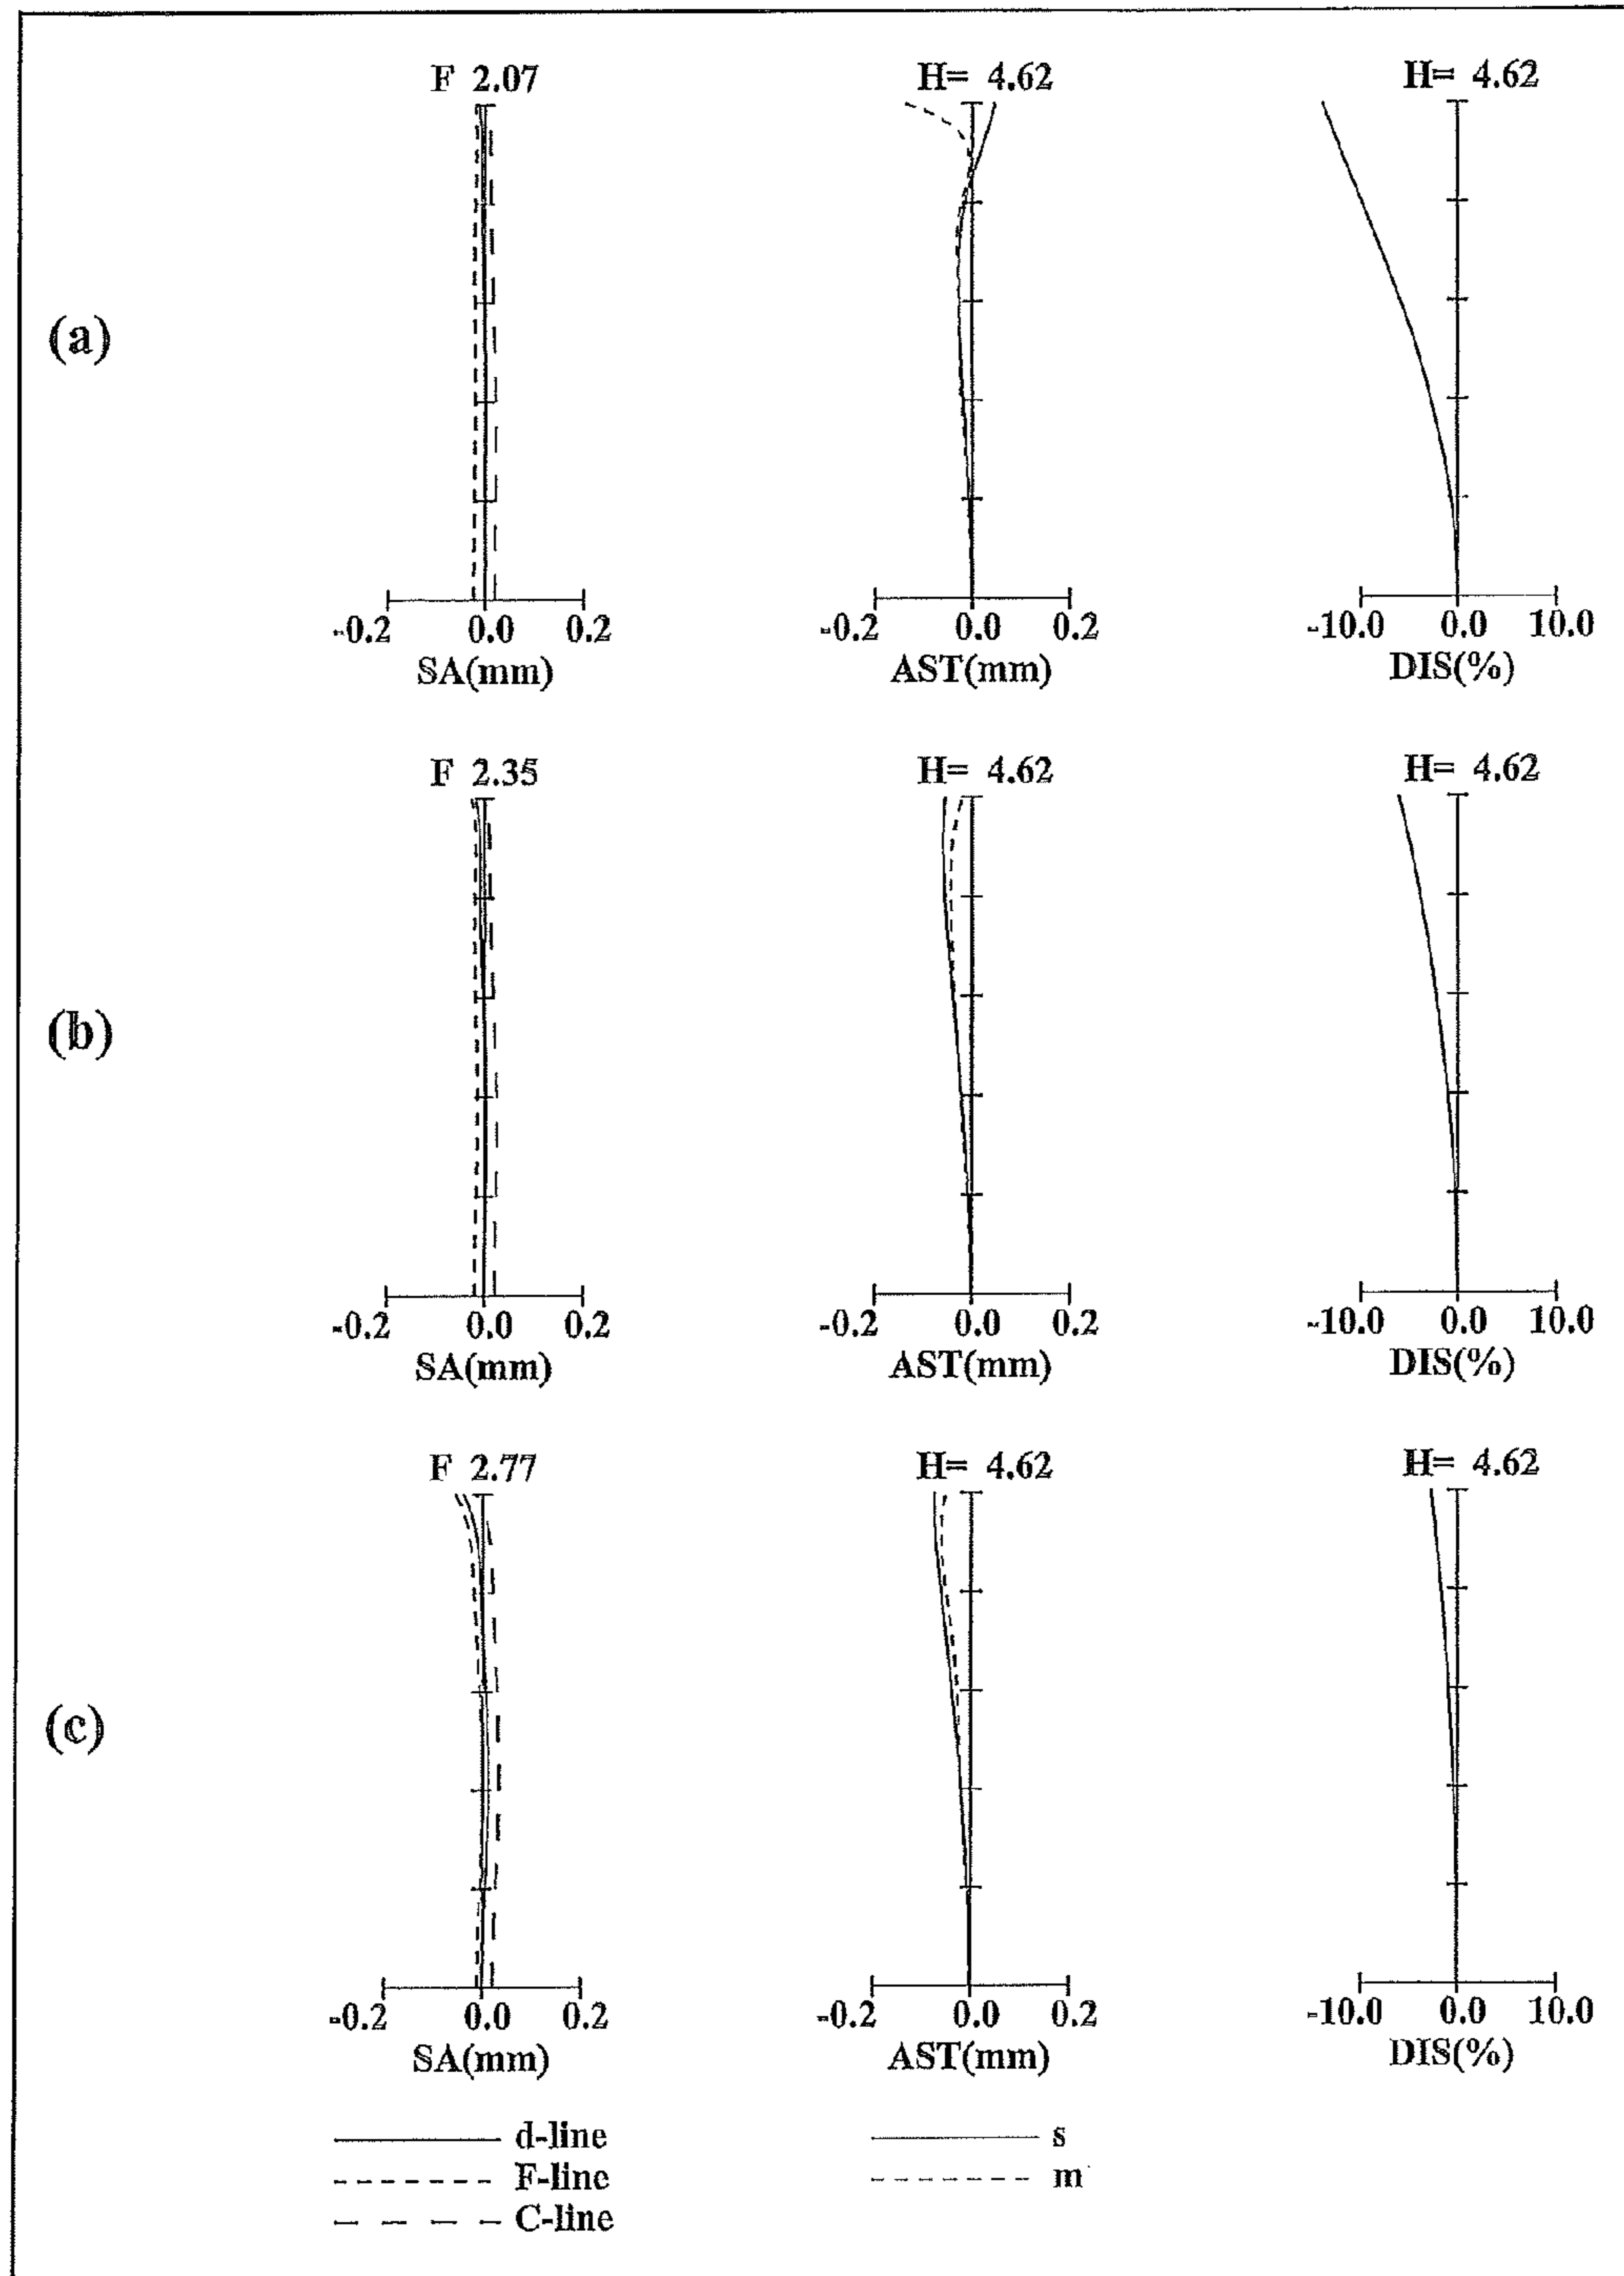 F 2.07 H= 4.62 H= 4.62
(a)
-0.2 0.0 0.2 -0.2 0.0 0.2 -10.0 0.0 10.0
SA(mm) AST(mm) DIS(%)
F 2.35 H= 4.62 H= 4.62
(b)
-0.2 0.0 0.2 -0.2 0.0 0.2 -10.0 0.0 10.0
SA(mm) AST(mm) DIS(%)
F 2.77 H= 4.62 H= 4.62
(c)
-0.2 0.0 0.2 -0.2 0.0 0.2 -10.0 0.0 10.0
SA(mm) AST(mm) DIS(%)
d-line s
F-line m
C-line